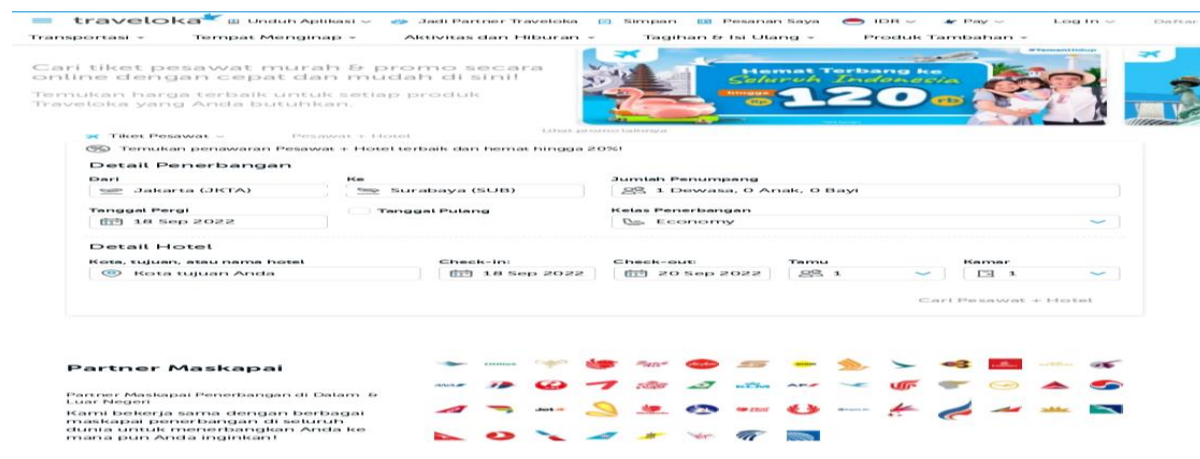 traveloka
Unduh Aplikasi
Jadi Partner Traveloka
Simpan
Pesanan Saya
IDR
Pay
Log In
Daftar
Transportasi
Tempat Menginap
Aktivitas dan Hiburan
Tagihan & Isi Ulang
Produk Tambahan
Cari tiket pesawat murah & promo secara
online dengan cepat dan mudah di sini!
Temukan harga terbaik untuk setiap produk
Traveloka yang Anda butuhkan.
#TemanHidup
Hemat Terbang ke
Seluruh Indonesia
hingga
Rp 120 rb
Lihat promo lainnya
Tiket Pesawat
Pesawat + Hotel
Temukan penawaran Pesawat + Hotel terbaik dan hemat hingga 20%!
Detail Penerbangan
Dari
Ke
Jumlah Penumpang
Jakarta (JKTA)
Surabaya (SUB)
1 Dewasa, 0 Anak, 0 Bayi
Tanggal Pergi
Tanggal Pulang
Kelas Penerbangan
18 Sep 2022
Economy
Detail Hotel
Kota, tujuan, atau nama hotel
Check-in:
Check-out:
Tamu
Kamar
Kota tujuan Anda
18 Sep 2022
20 Sep 2022
1
1
Cari Pesawat + Hotel
Partner Maskapai
Partner Maskapai Penerbangan di Dalam &
Luar Negeri
Kami bekerja sama dengan berbagai
maskapai penerbangan di seluruh
dunia untuk menerbangkan Anda ke
mana pun Anda inginkan!
ANA
KLM
Jet